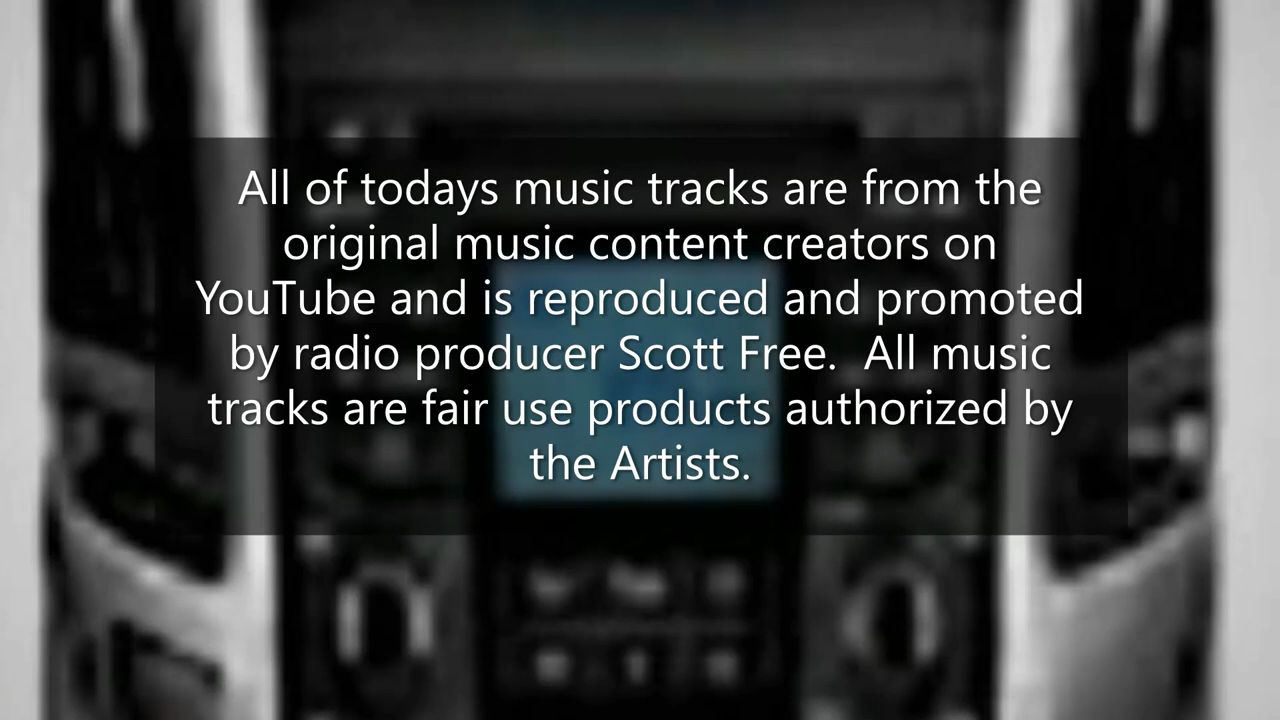 All of todays music tracks are from the
original music content creators on
YouTube and is reproduced and promoted
by radio producer Scott Free.  All music
tracks are fair use products authorized by
the Artists.